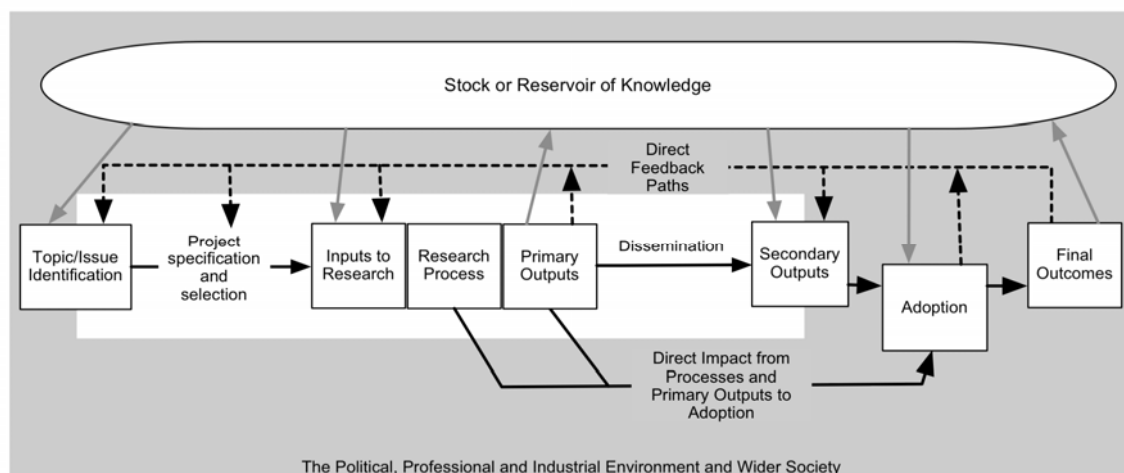 Stock or Reservoir of Knowledge
Direct
Feedback
Paths
Topic/Issue
Identification
Project
specification
and
selection
Inputs to
Research
Research
Process
Primary
Outputs
Dissemination
Secondary
Outputs
Adoption
Final
Outcomes
Direct Impact from
Processes and
Primary Outputs to
Adoption
The Political, Professional and Industrial Environment and Wider Society